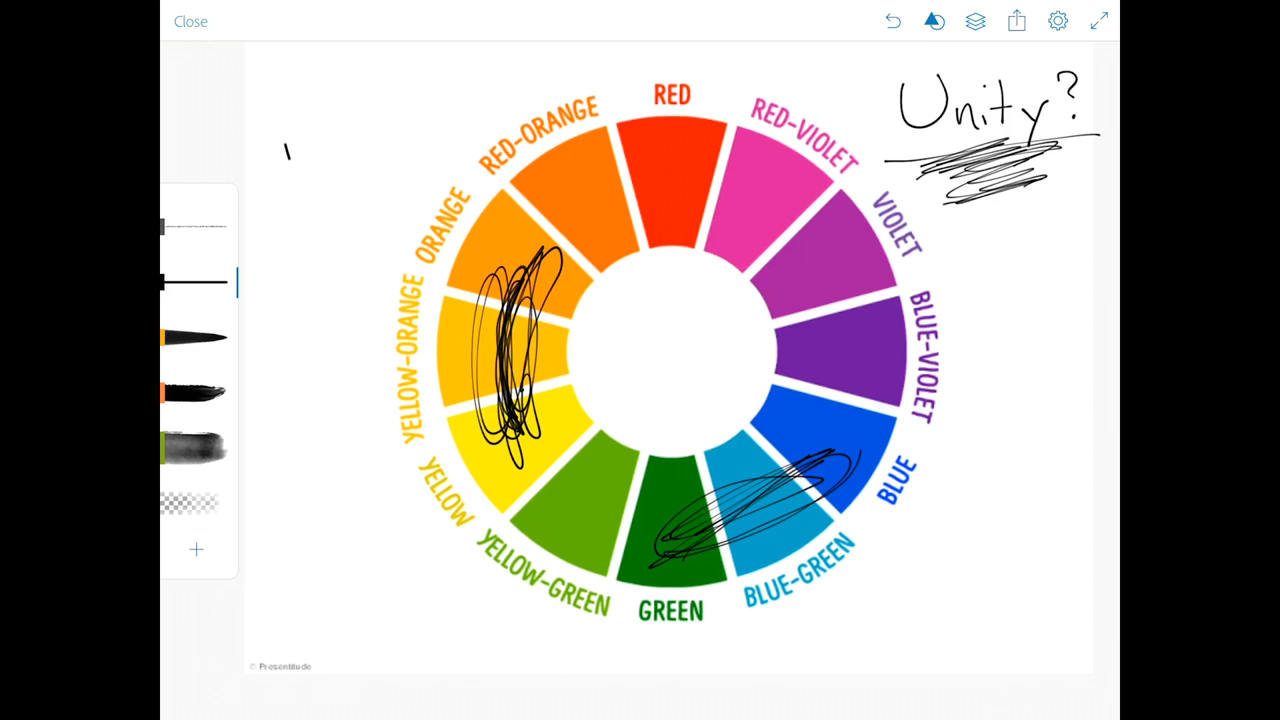 Close
Unity?
RED
RED-ORANGE
RED-VIOLET
ORANGE
VIOLET
YELLOW-ORANGE
BLUE-VIOLET
YELLOW
BLUE
YELLOW-GREEN
BLUE-GREEN
GREEN
© Presentitude